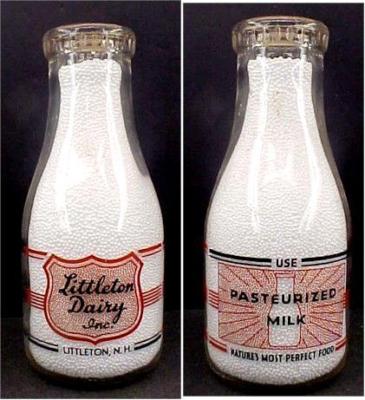 Littleton
Dairy
Inc.
LITTLETON, N.H.
USE
PASTEURIZED
MILK
NATURE'S MOST PERFECT FOOD